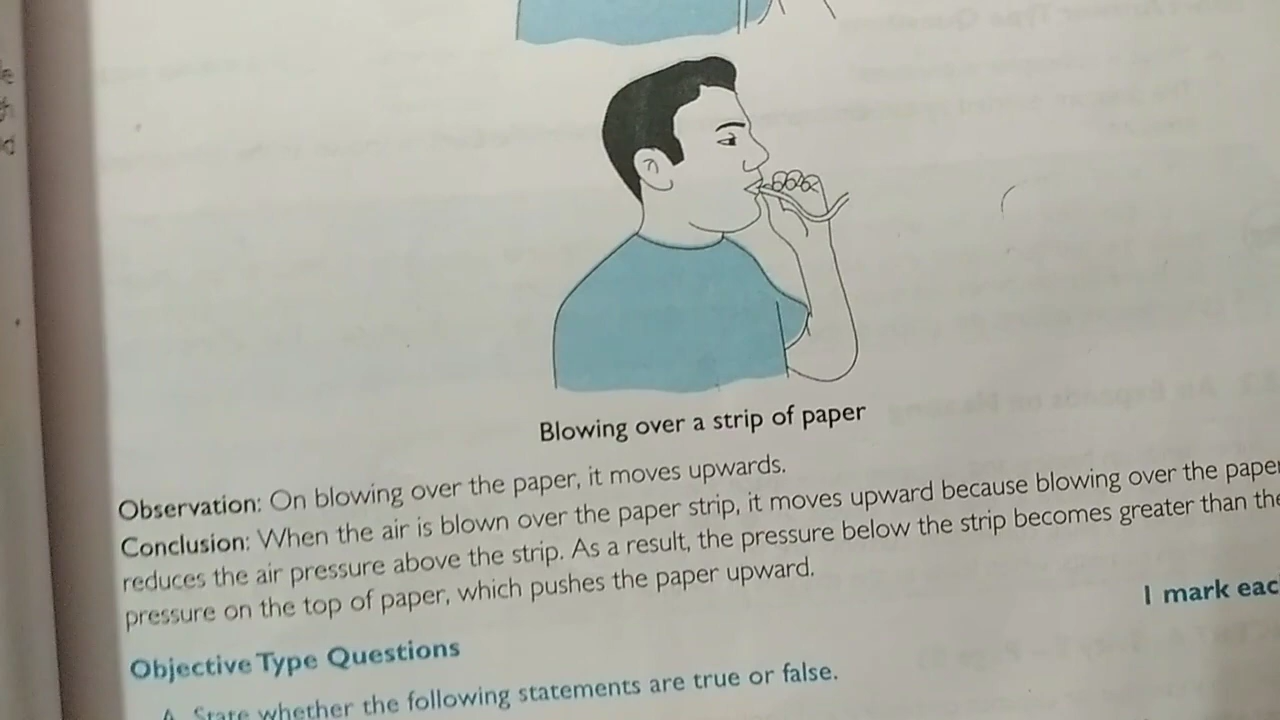 Blowing over a strip of paper
Observation: On blowing over the paper, it moves upwards.
Conclusion: When the air is blown over the paper strip, it moves upward because blowing over the paper
reduces the air pressure above the strip. As a result, the pressure below the strip becomes greater than the
pressure on the top of paper, which pushes the paper upward.
1 mark eac
Objective Type Questions
A. State whether the following statements are true or false.